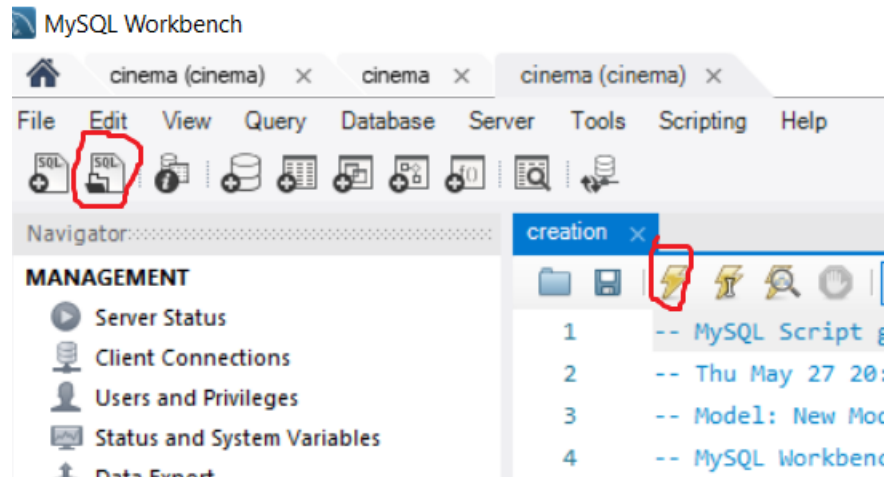 MySQL Workbench
cinema (cinema) × cinema × cinema (cinema) ×
File Edit View Query Database Server Tools Scripting Help
SQL SQL
Navigator
creation ×
MANAGEMENT
Server Status
Client Connections
Users and Privileges
Status and System Variables
Data Export
1 -- MySQL Script
2 -- Thu May 27 20:
3 -- Model: New
4 -- MySQL